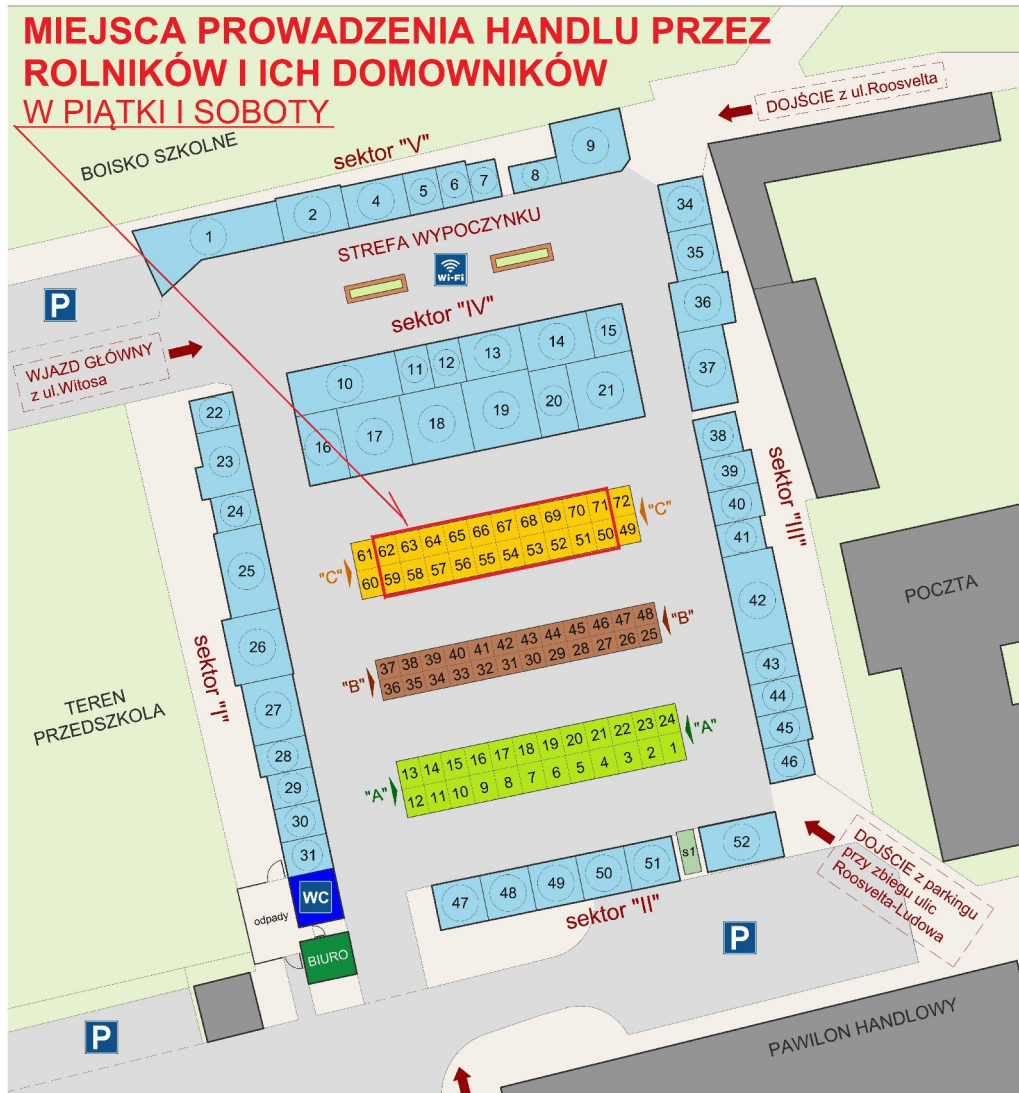 MIEJSCA PROWADZENIA HANDLU PRZEZ
ROLNIKÓW I ICH DOMOWNIKÓW
W PIĄTKI I SOBOTY
DOJŚCIE z ul.Roosvelta
BOISKO SZKOLNE
sektor "V"
1 2 4 5 6 7 8 9
STREFA WYPOCZYNKU
Wi-Fi
P
sektor "IV"
WJAZD GŁÓWNY
z ul.Witosa
10 11 12 13 14 15
16 17 18 19 20 21
34
35
36
37
38
39
40
41
42
43
44
45
46
sektor "III"
22
23
24
25
26
27
28
29
30
31
sektor "I"
TEREN
PRZEDSZKOLA
POCZTA
61 62 63 64 65 66 67 68 69 70 71 72 "C"
"C" 60 59 58 57 56 55 54 53 52 51 50 49
37 38 39 40 41 42 43 44 45 46 47 48 "B"
"B" 36 35 34 33 32 31 30 29 28 27 26 25
13 14 15 16 17 18 19 20 21 22 23 24 "A"
"A" 12 11 10 9 8 7 6 5 4 3 2 1
47 48 49 50 51 s1 52
sektor "II"
DOJŚCIE z parkingu
przy zbiegu ulic
Roosvelta-Ludowa
WC
odpady
BIURO
P
P
PAWILON HANDLOWY